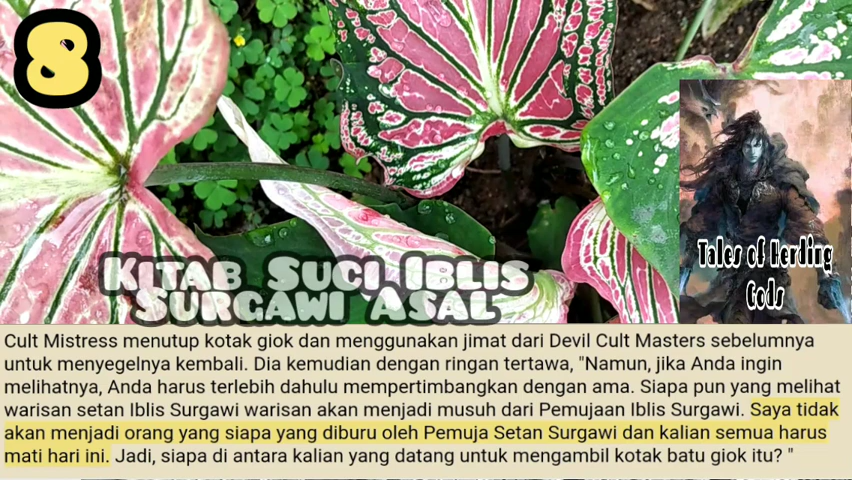 8
Tales of Herding
Gods
Kitab Suci Iblis
Surgawi Asal
Cult Mistress menutup kotak giok dan menggunakan jimat dari Devil Cult Masters sebelumnya
untuk menyegelnya kembali. Dia kemudian dengan ringan tertawa, "Namun, jika Anda ingin
melihatnya, Anda harus terlebih dahulu mempertimbangkan dengan ama. Siapa pun yang melihat
warisan setan Iblis Surgawi warisan akan menjadi musuh dari Pemujaan Iblis Surgawi. Saya tidak
akan menjadi orang yang siapa yang diburu oleh Pemuja Setan Surgawi dan kalian semua harus
mati hari ini. Jadi, siapa di antara kalian yang datang untuk mengambil kotak batu giok itu? "